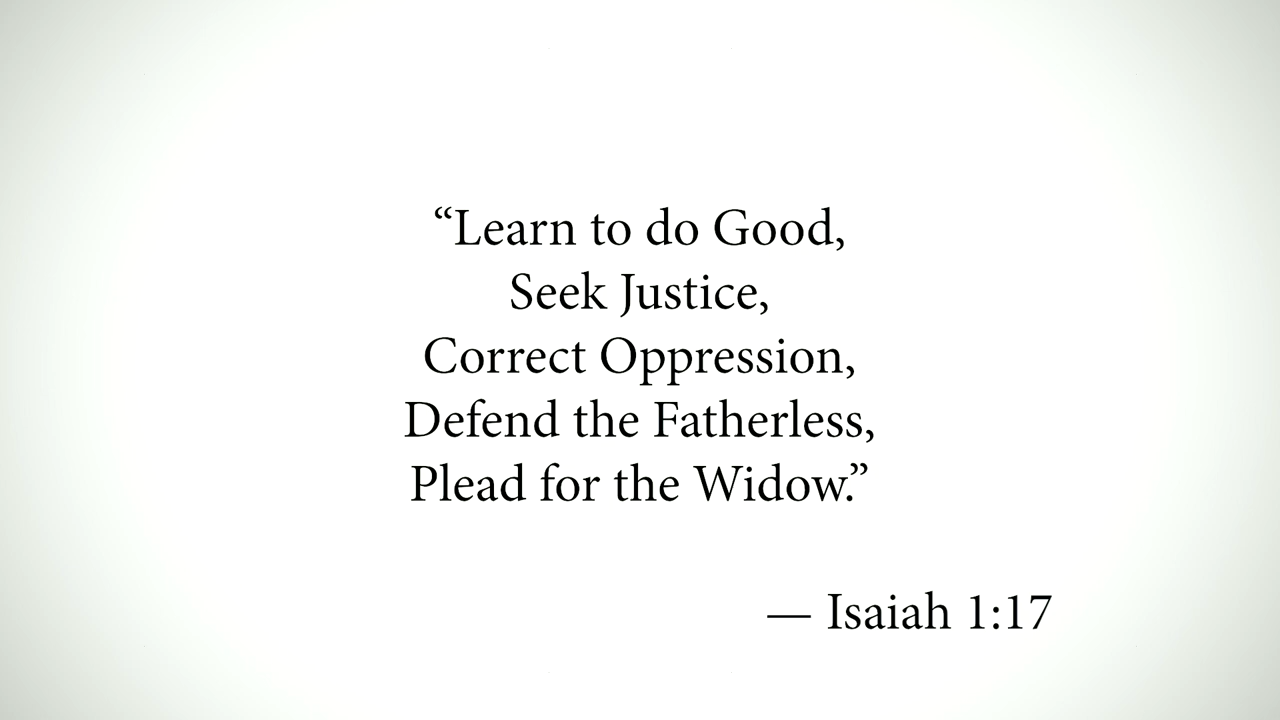 “Learn to do Good,
Seek Justice,
Correct Oppression,
Defend the Fatherless,
Plead for the Widow.”
— Isaiah 1:17